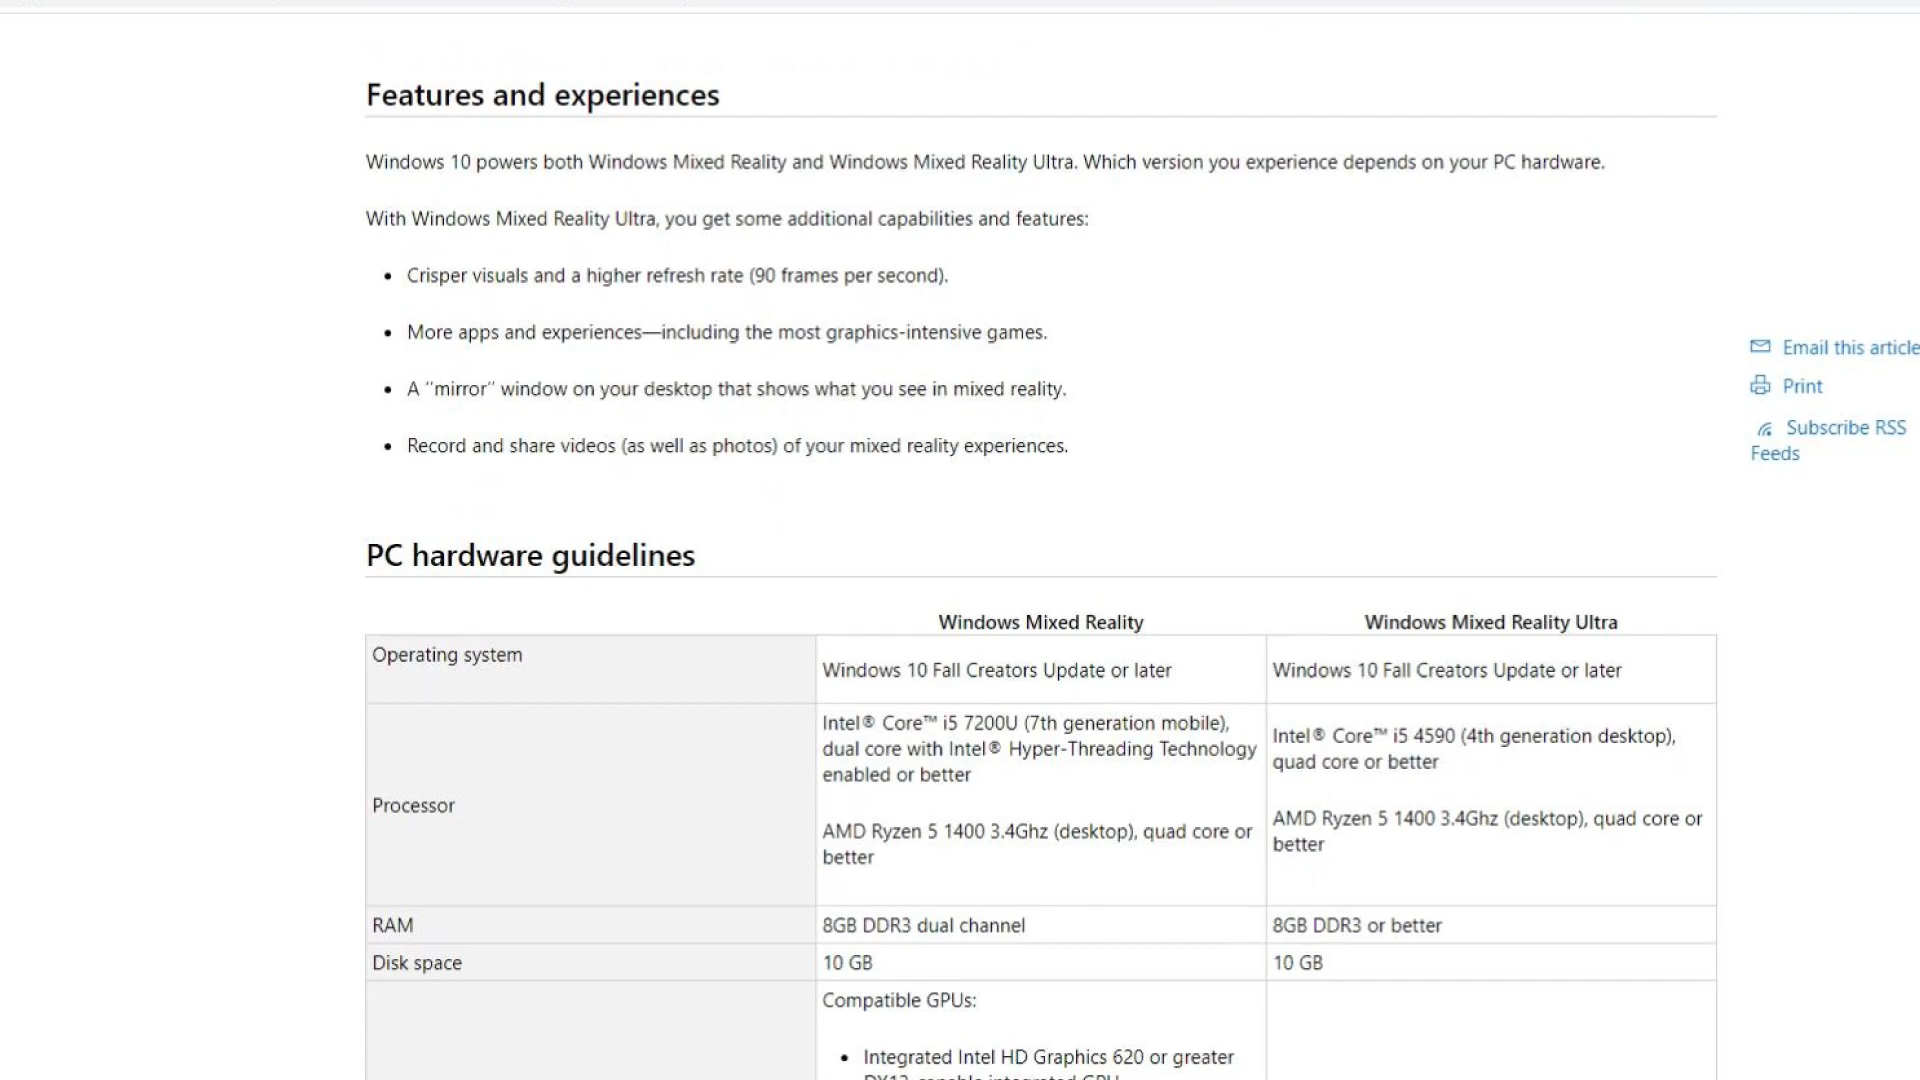 Features and experiences
Windows 10 powers both Windows Mixed Reality and Windows Mixed Reality Ultra. Which version you experience depends on your PC hardware.
With Windows Mixed Reality Ultra, you get some additional capabilities and features:
• Crisper visuals and a higher refresh rate (90 frames per second).
• More apps and experiences—including the most graphics-intensive games.
• A “mirror” window on your desktop that shows what you see in mixed reality.
• Record and share videos (as well as photos) of your mixed reality experiences.
Email this article
Print
Subscribe RSS
Feeds
PC hardware guidelines
Windows Mixed Reality
Windows Mixed Reality Ultra
Operating system
Windows 10 Fall Creators Update or later
Windows 10 Fall Creators Update or later
Processor
Intel® Core™ i5 7200U (7th generation mobile),
dual core with Intel® Hyper-Threading Technology
enabled or better
AMD Ryzen 5 1400 3.4Ghz (desktop), quad core or
better
Intel® Core™ i5 4590 (4th generation desktop),
quad core or better
AMD Ryzen 5 1400 3.4Ghz (desktop), quad core or
better
RAM
8GB DDR3 dual channel
8GB DDR3 or better
Disk space
10 GB
10 GB
Compatible GPUs:
• Integrated Intel HD Graphics 620 or greater